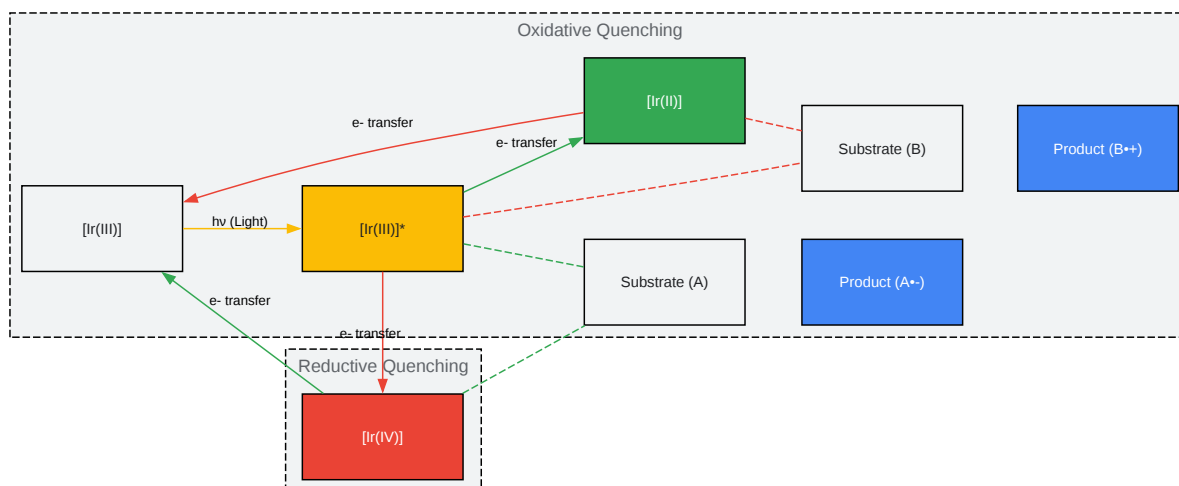 Oxidative Quenching
[Ir(II)]
e- transfer
e- transfer
Substrate (B)
Product (B•+)
[Ir(III)]
hν (Light)
[Ir(III)]*
Substrate (A)
Product (A•-)
e- transfer
e- transfer
Reductive Quenching
[Ir(IV)]